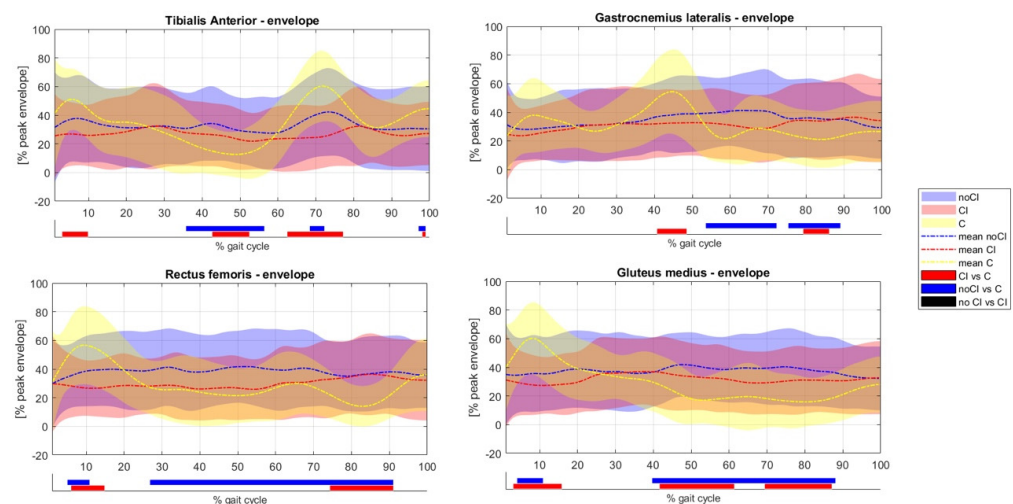 Tibialis Anterior - envelope
[% peak envelope]
100
80
60
40
20
0
-20
10 20 30 40 50 60 70 80 90 100
% gait cycle
Gastrocnemius lateralis - envelope
[% peak envelope]
100
80
60
40
20
0
-20
10 20 30 40 50 60 70 80 90 100
% gait cycle
noCI
CI
C
mean noCI
mean CI
mean C
CI vs C
noCI vs C
no CI vs CI
Rectus femoris - envelope
[% peak envelope]
100
80
60
40
20
0
-20
10 20 30 40 50 60 70 80 90 100
% gait cycle
Gluteus medius - envelope
[% peak envelope]
100
80
60
40
20
0
-20
10 20 30 40 50 60 70 80 90 100
% gait cycle